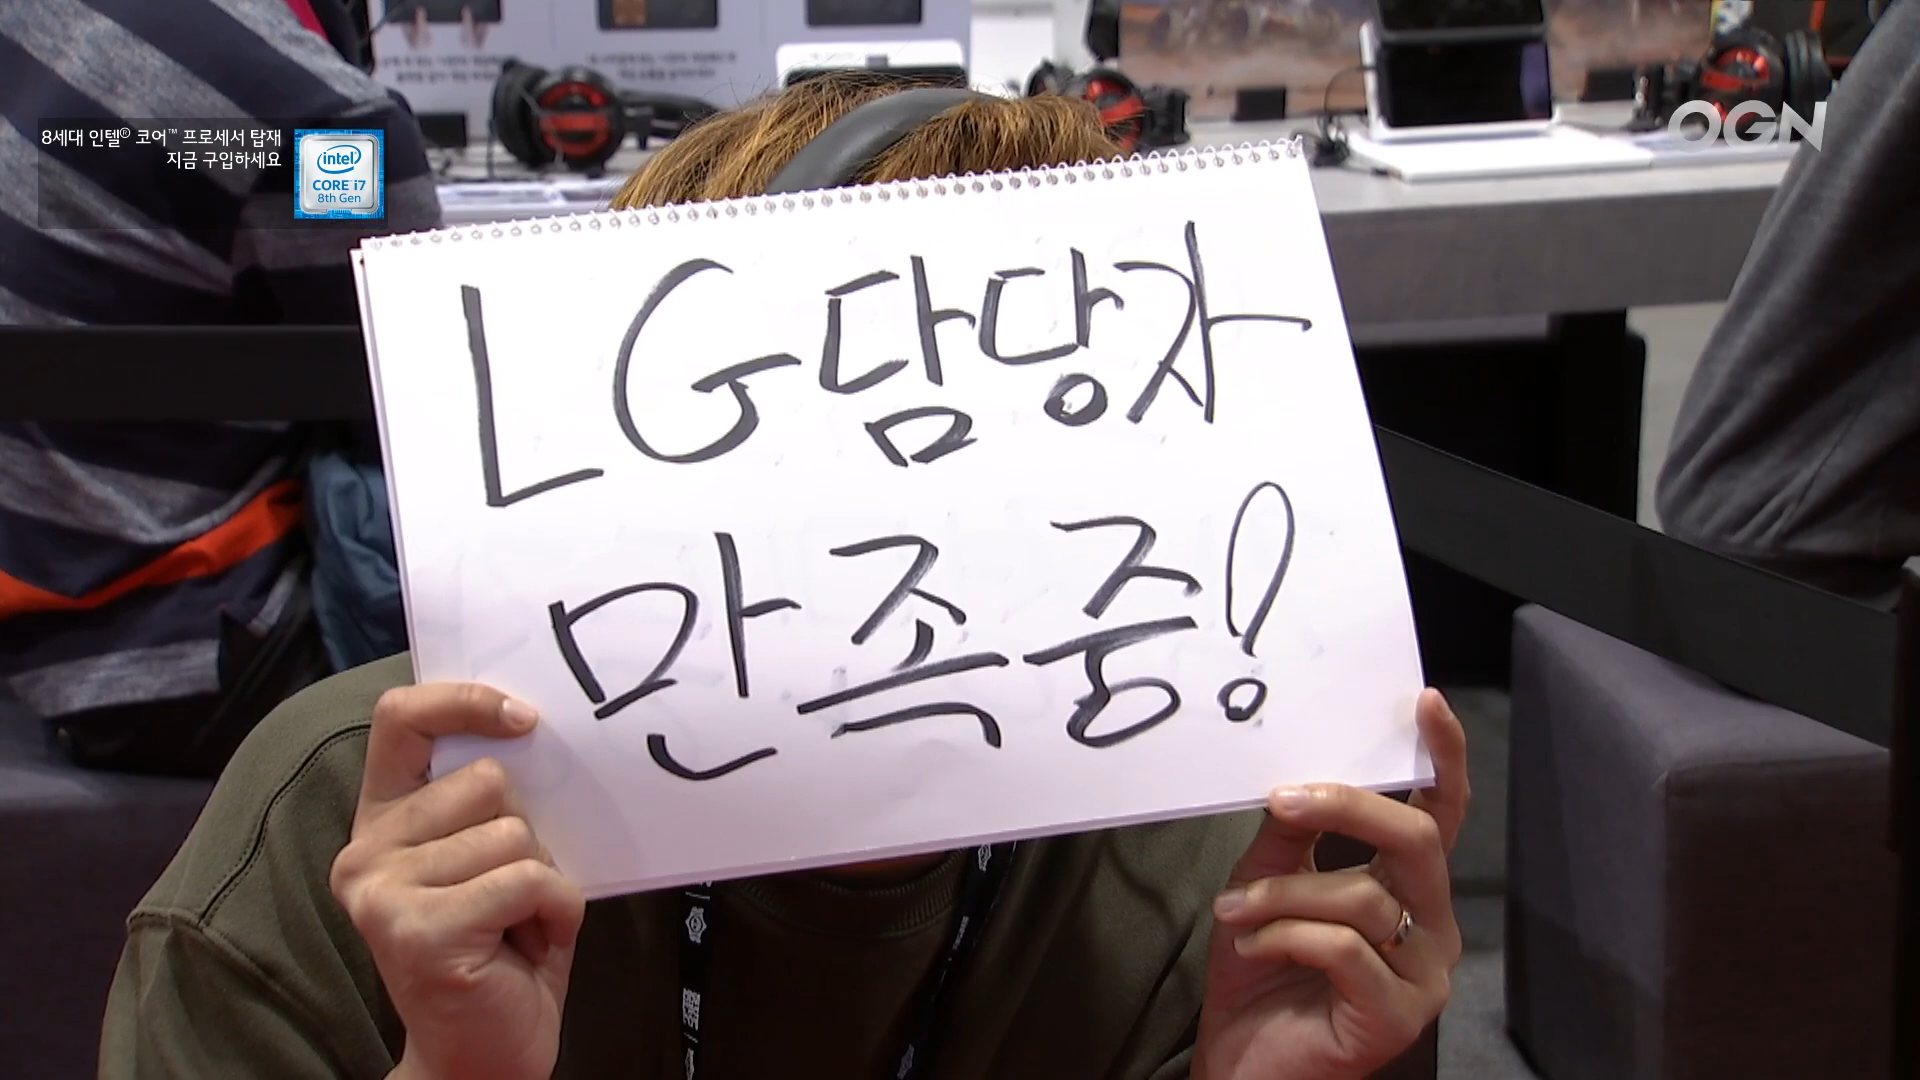 8세대 인텔® 코어™ 프로세서 탑재
지금 구입하세요
intel
CORE i7
8th Gen
OGN
LG담당자
만족중!